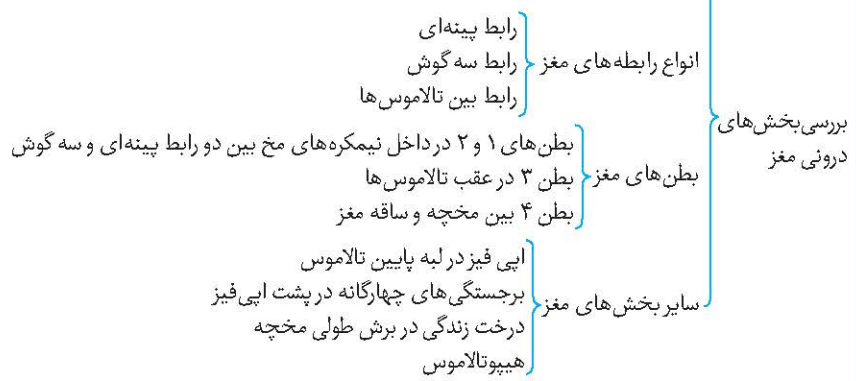 بررسی بخش‌های
درونی مغز
انواع رابطه‌های مغز
رابط پینه‌ای
رابط سه گوش
رابط بین تالاموس‌ها
بطن‌های مغز
بطن‌های ۱ و ۲ در داخل نیمکره‌های مخ بین دو رابط پینه‌ای و سه گوش
بطن ۳ در عقب تالاموس‌ها
بطن ۴ بین مخچه و ساقه مغز
سایر بخش‌های مغز
اپی فیز در لبه پایین تالاموس
برجستگی‌های چهارگانه در پشت اپی‌فیز
درخت زندگی در برش طولی مخچه
هیپوتالاموس